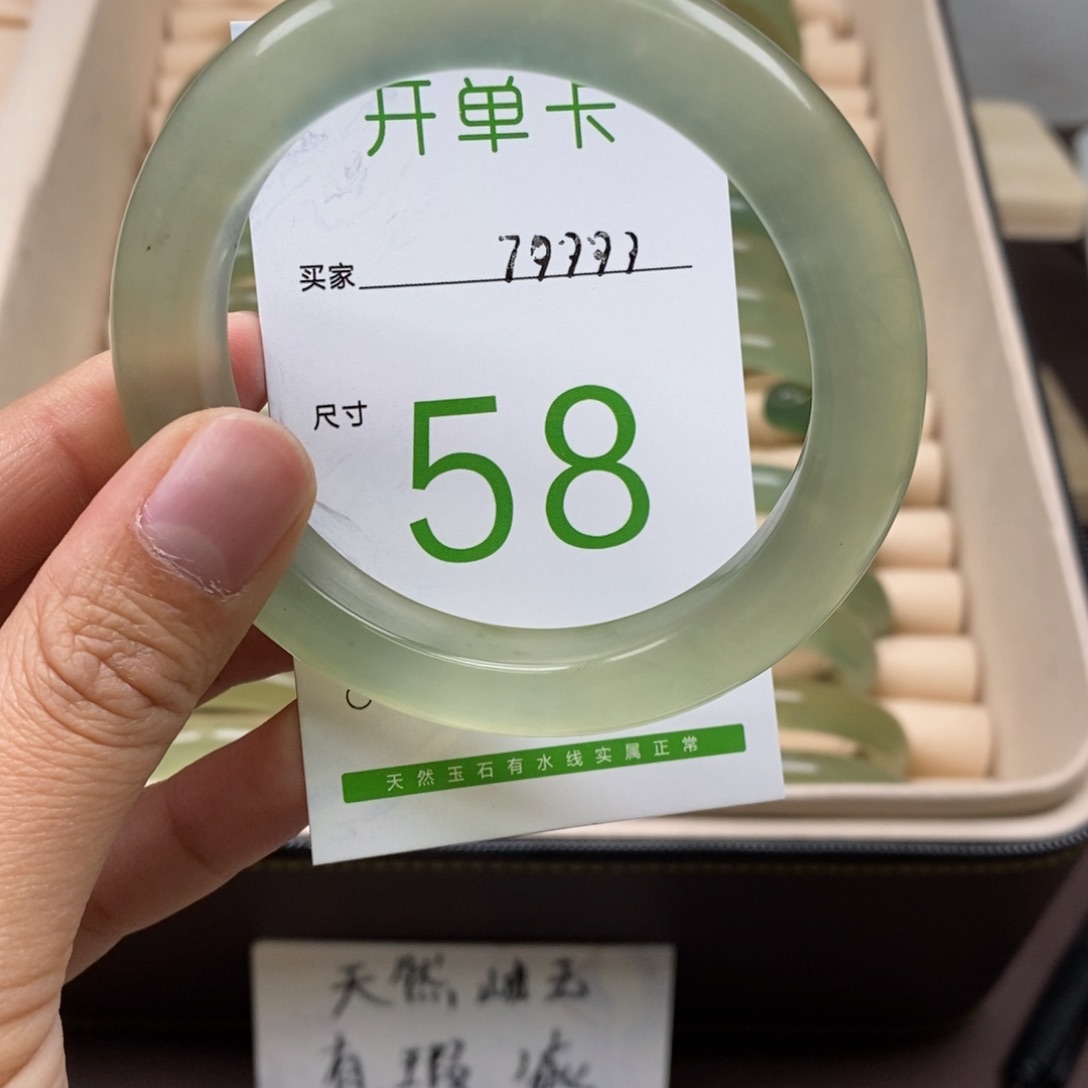 开单卡
买家 79999
尺寸 58
天然玉石有水线实属正常
天然岫玉
有瑕疵